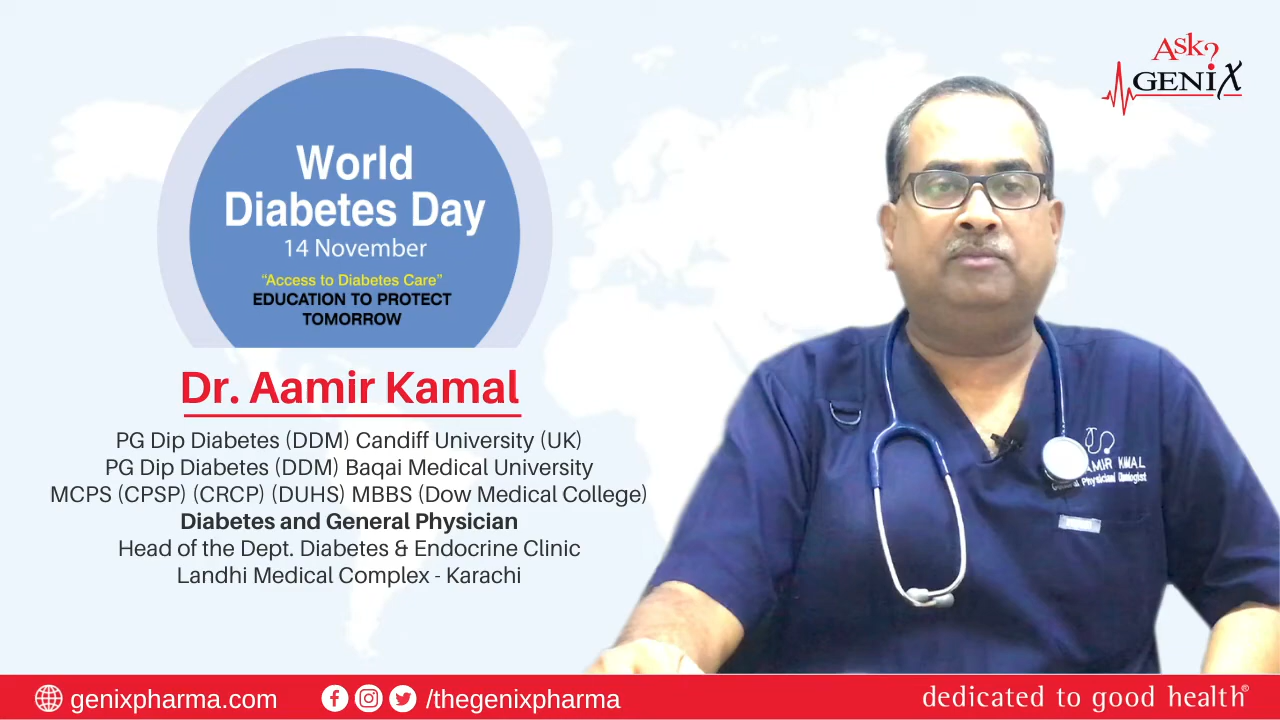 Ask?
GENIX
World
Diabetes Day
14 November
“Access to Diabetes Care”
EDUCATION TO PROTECT
TOMORROW
Dr. Aamir Kamal
PG Dip Diabetes (DDM) Candiff University (UK)
PG Dip Diabetes (DDM) Baqai Medical University
MCPS (CPSP) (CRCP) (DUHS) MBBS (Dow Medical College)
Diabetes and General Physician
Head of the Dept. Diabetes & Endocrine Clinic
Landhi Medical Complex - Karachi
KAMAL
Physician/
genixpharma.com
/thegenixpharma
dedicated to good health®